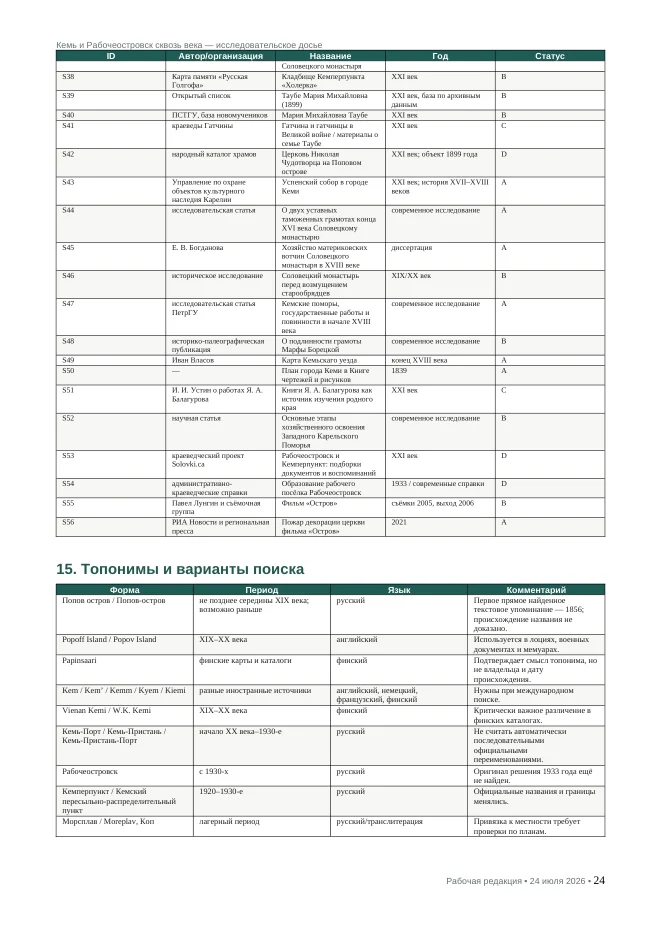 Кемь и Рабочеостровск сквозь века — исследовательское досье
ID Автор/организация Название Год Статус
Соловецкого монастыря
S38 Карта памяти «Русская Голгофа» Кладбище Кемперпункта «Холерка» XXI век B
S39 Открытый список Таубе Мария Михайловна (1899) XXI век, база по архивным данным B
S40 ПСТГУ, база новомучеников Мария Михайловна Таубе XXI век B
S41 краеведы Гатчины Гатчина и гатчинцы в Великой войне / материалы о семье Таубе XXI век C
S42 народный каталог храмов Церковь Николая Чудотворца на Поповом острове XXI век; объект 1899 года D
S43 Управление по охране объектов культурного наследия Карелии Успенский собор в городе Кеми XXI век; история XVII–XVIII веков A
S44 исследовательская статья О двух уставных таможенных грамотах конца XVI века Соловецкому монастырю современное исследование A
S45 Е. В. Богданова Хозяйство материковских вотчин Соловецкого монастыря в XVIII веке диссертация A
S46 историческое исследование Соловецкий монастырь перед возмущением старообрядцев XIX/XX век B
S47 исследовательская статья ПетрГУ Кемские поморы, государственные работы и повинности в начале XVIII века современное исследование A
S48 историко-палеографическая публикация О подлинности грамоты Марфы Борецкой современное исследование B
S49 Иван Власов Карта Кемьскаго уезда конец XVIII века A
S50 — План города Кеми в Книге чертежей и рисунков 1839 A
S51 И. И. Устин о работах Я. А. Балагурова Книги Я. А. Балагурова как источник изучения родного края XXI век C
S52 научная статья Основные этапы хозяйственного освоения Западного Карельского Поморья современное исследование B
S53 краеведческий проект Solovki.ca Рабочеостровск и Кемперпункт: подборки документов и воспоминаний XXI век D
S54 административно-краеведческие справки Образование рабочего посёлка Рабочеостровск 1933 / современные справки D
S55 Павел Лунгин и съёмочная группа Фильм «Остров» съёмки 2005, выход 2006 B
S56 РИА Новости и региональная пресса Пожар декорации церкви фильма «Остров» 2021 A
15. Топонимы и варианты поиска
Форма Период Язык Комментарий
Попов остров / Попов-остров не позднее середины XIX века; возможно раньше русский Первое прямое найденное текстовое упоминание — 1856; происхождение названия не доказано.
Popoff Island / Popov Island XIX–XX века английский Используется в лоциях, военных документах и мемуарах.
Papinsaari финские карты и каталоги финский Подтверждает смысл топонима, но не владельца и дату происхождения.
Kem / Kem' / Kemm / Kyem / Kiemi разные иностранные источники английский, немецкий, французский, финский Нужны при международном поиске.
Vienan Kemi / W.K. Kemi XIX–XX века финский Критически важное различение в финских каталогах.
Кемь-Порт / Кемь-Пристань / Кемь-Пристань-Порт начало XX века–1930-е русский Не считать автоматически последовательными официальными переименованиями.
Рабочеостровск с 1930-х русский Оригинал решения 1933 года ещё не найден.
Кемперпункт / Кемский пересыльно-распределительный пункт 1920–1930-е русский Официальные названия и границы менялись.
Морсплав / Moreplav, Коп лагерный период русский/транслитерация Привязка к местности требует проверки по планам.
Рабочая редакция • 24 июля 2026 • 24